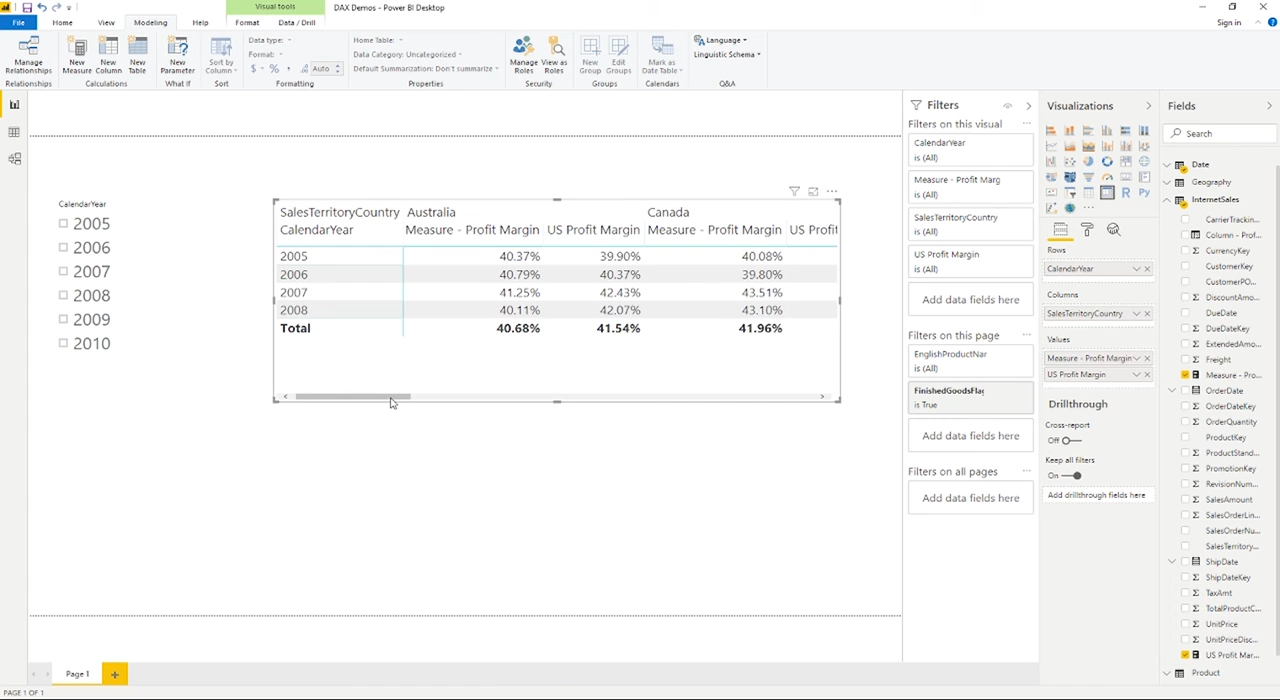 Visual tools
DAX Demos - Power BI Desktop
File
Home
View
Modeling
Help
Format
Data / Drill
Sign in
Manage Relationships
Relationships
New Measure
New Column
New Table
Calculations
New Parameter
What if
Sort by Column
Sort
Data type:
Format:
$ % , Auto
Formatting
Home Table:
Data Category: Uncategorized
Default Summarization: Don't summarize
Properties
Manage Roles
View as Roles
Security
New Group
Edit Groups
Groups
Mark as Date Table
Calendars
Language
Linguistic Schema
Q&A
CalendarYear
2005
2006
2007
2008
2009
2010
SalesTerritoryCountry Australia Canada
CalendarYear Measure - Profit Margin US Profit Margin Measure - Profit Margin US Profit
2005 40.37% 39.90% 40.08%
2006 40.79% 40.37% 39.80%
2007 41.25% 42.43% 43.51%
2008 40.11% 42.07% 43.10%
Total 40.68% 41.54% 41.96%
Filters
Filters on this visual
CalendarYear
is (All)
Measure - Profit Marg
is (All)
SalesTerritoryCountry
is (All)
US Profit Margin
is (All)
Add data fields here
Filters on this page
EnglishProductNar
is (All)
FinishedGoodsFlag
is True
Add data fields here
Filters on all pages
Add data fields here
Visualizations
R Py
Rows
CalendarYear
Columns
SalesTerritoryCountry
Values
Measure - Profit Margin
US Profit Margin
Drillthrough
Cross-report
Off
Keep all filters
On
Add drillthrough fields here
Fields
Search
Date
Geography
InternetSales
CarrierTrackin...
Column - Prof...
CurrencyKey
CustomerKey
CustomerPO...
DiscountAmo...
DueDate
DueDateKey
ExtendedAmo...
Freight
Measure - Pro...
OrderDate
OrderDateKey
OrderQuantity
ProductKey
ProductStand...
PromotionKey
RevisionNum...
SalesAmount
SalesOrderLin...
SalesOrderNu...
SalesTerritory...
ShipDate
ShipDateKey
TaxAmt
TotalProductC...
UnitPrice
UnitPriceDisc...
US Profit Mar...
Product
Page 1
PAGE 1 OF 1